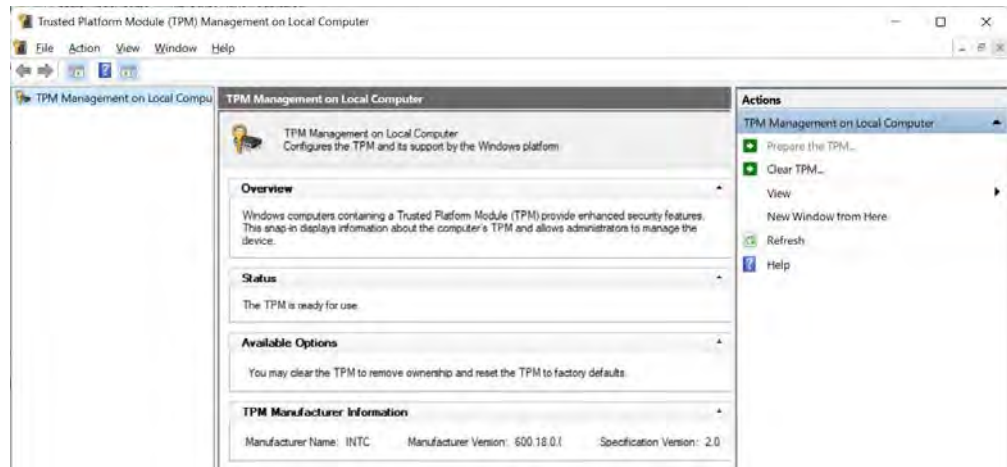 Trusted Platform Module (TPM) Management on Local Computer
File Action View Window Help
TPM Management on Local Compu
TPM Management on Local Computer
TPM Management on Local Computer
Configures the TPM and its support by the Windows platform
Overview
Windows computers containing a Trusted Platform Module (TPM) provide enhanced security features.
This snap-in displays information about the computer's TPM and allows administrators to manage the
device.
Status
The TPM is ready for use.
Available Options
You may clear the TPM to remove ownership and reset the TPM to factory defaults.
TPM Manufacturer Information
Manufacturer Name: INTC Manufacturer Version: 600.18.0.( Specification Version: 2.0
Actions
TPM Management on Local Computer
Prepare the TPM...
Clear TPM...
View
New Window from Here
Refresh
Help